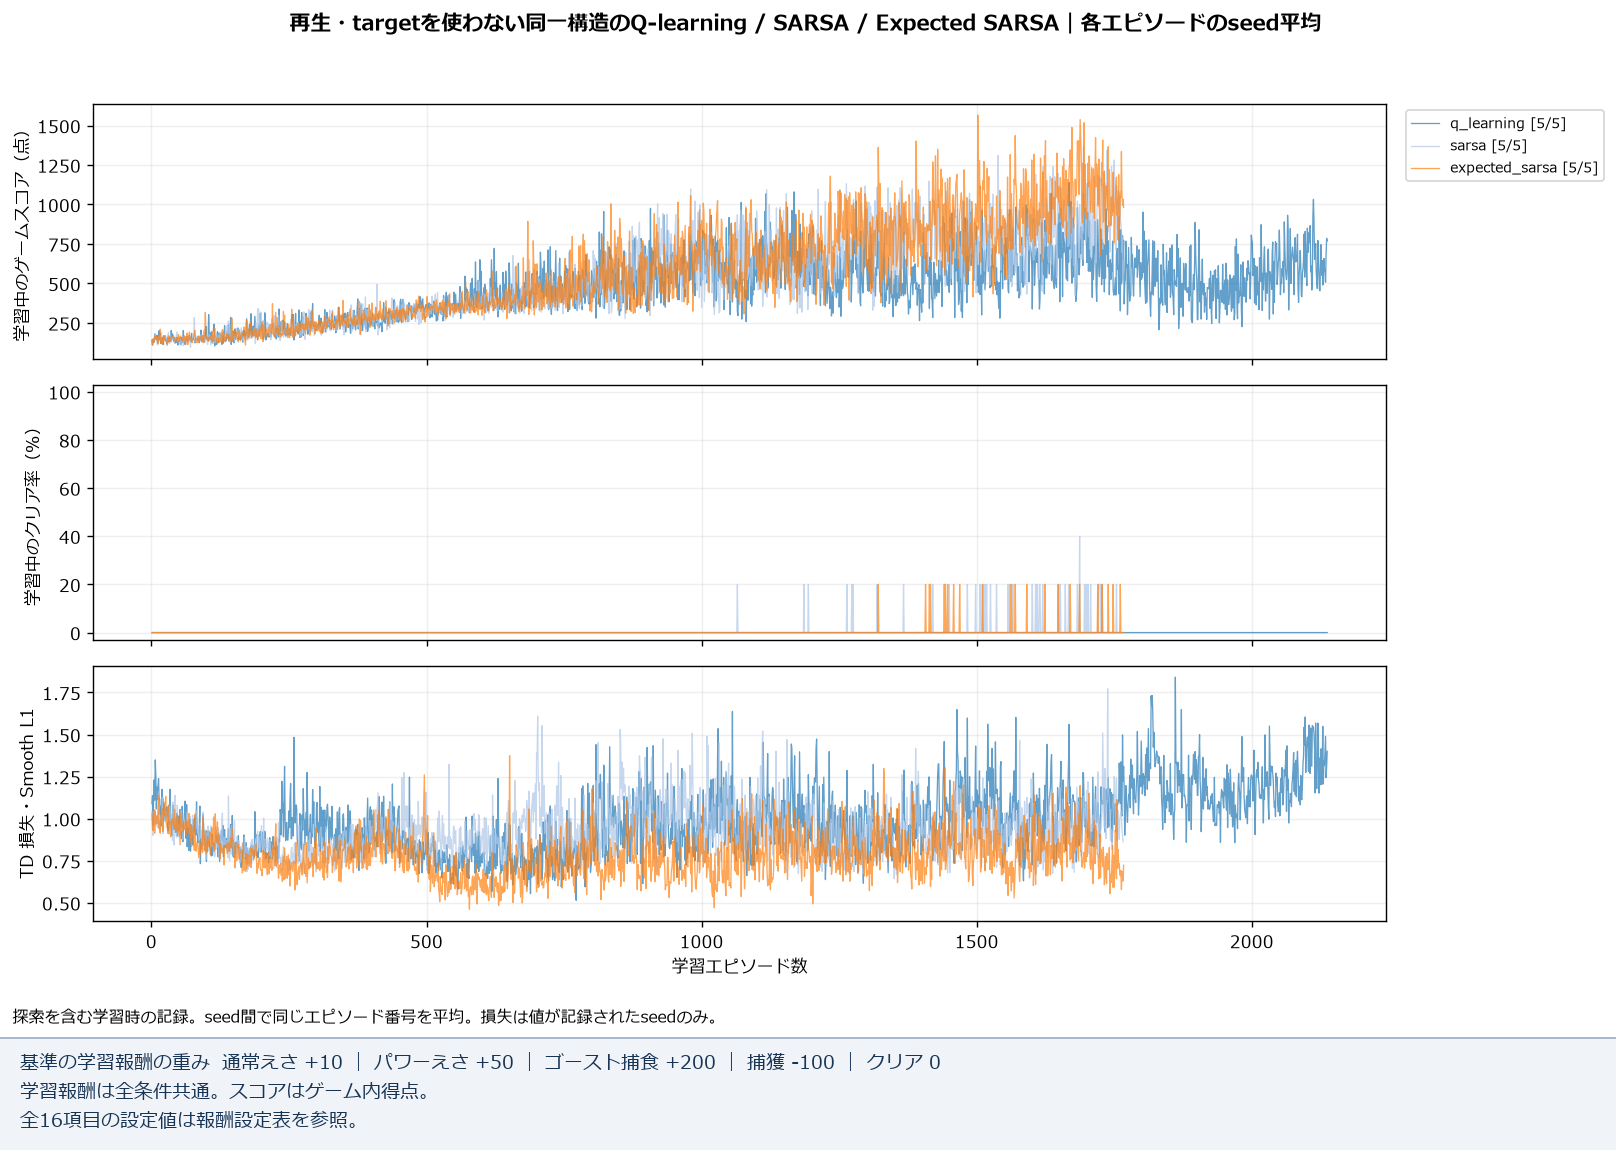 再生・targetを使わない同一構造のQ-learning / SARSA / Expected SARSA｜各エピソードのseed平均
学習中のゲームスコア（点）
1500
1250
1000
750
500
250
q_learning [5/5]
sarsa [5/5]
expected_sarsa [5/5]
学習中のクリア率（%）
100
80
60
40
20
0
TD 損失・Smooth L1
1.75
1.50
1.25
1.00
0.75
0.50
0
500
1000
1500
2000
学習エピソード数
探索を含む学習時の記録。seed間で同じエピソード番号を平均。損失は値が記録されたseedのみ。
基準の学習報酬の重み 通常えさ +10 ｜ パワーえさ +50 ｜ ゴースト捕食 +200 ｜ 捕獲 -100 ｜ クリア 0
学習報酬は全条件共通。スコアはゲーム内得点。
全16項目の設定値は報酬設定表を参照。